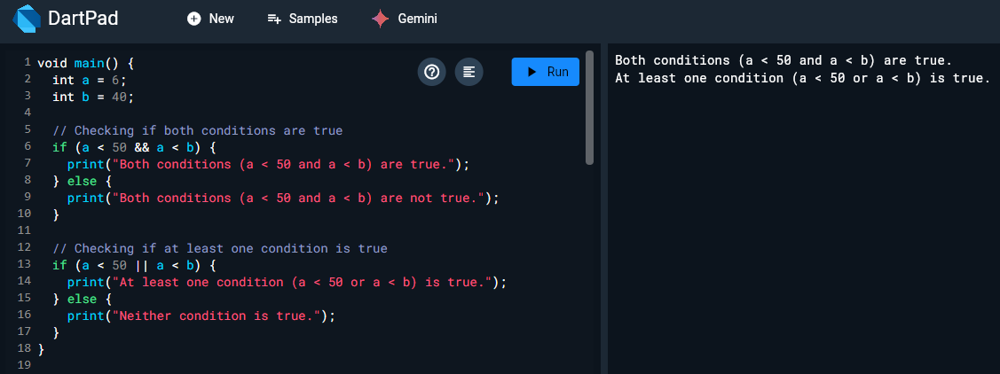 DartPad
New
Samples
Gemini
1 void main() {
2   int a = 6;
3   int b = 40;
4
5   // Checking if both conditions are true
6   if (a < 50 && a < b) {
7     print("Both conditions (a < 50 and a < b) are true.");
8   } else {
9     print("Both conditions (a < 50 and a < b) are not true.");
10   }
11
12   // Checking if at least one condition is true
13   if (a < 50 || a < b) {
14     print("At least one condition (a < 50 or a < b) is true.");
15   } else {
16     print("Neither condition is true.");
17   }
18 }
19
?
Run
Both conditions (a < 50 and a < b) are true.
At least one condition (a < 50 or a < b) is true.